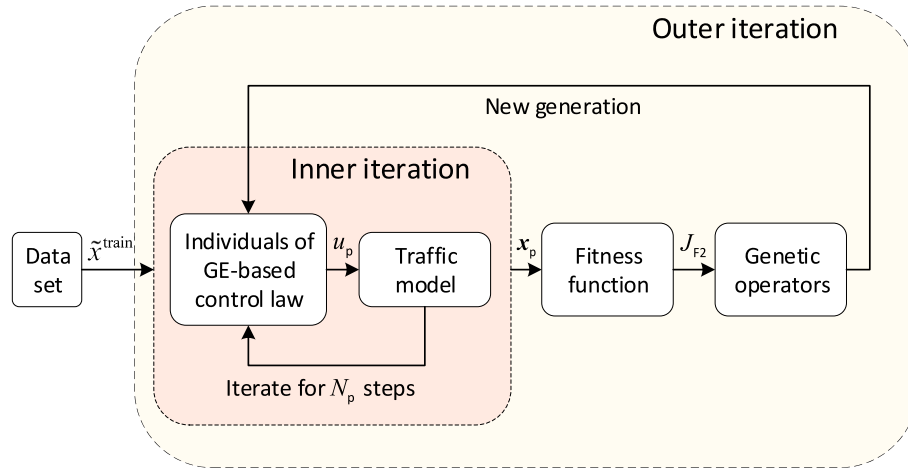 Outer iteration
New generation
Inner iteration
Data
set
x̃^train
Individuals of
GE-based
control law
u_p
Traffic
model
x_p
Fitness
function
J_F2
Genetic
operators
Iterate for N_p steps